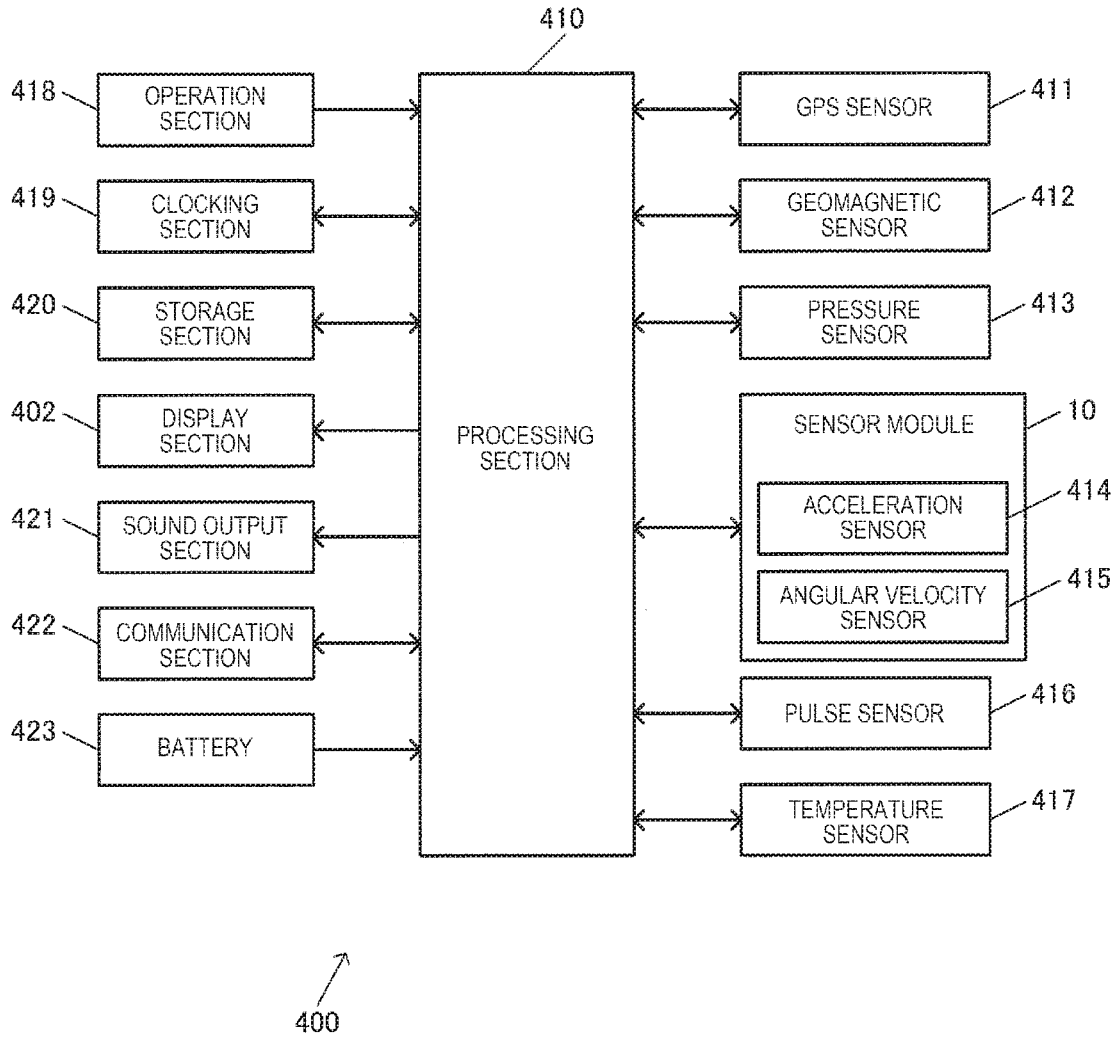 410
418
OPERATION
SECTION
419
CLOCKING
SECTION
420
STORAGE
SECTION
402
DISPLAY
SECTION
421
SOUND OUTPUT
SECTION
422
COMMUNICATION
SECTION
423
BATTERY
PROCESSING
SECTION
GPS SENSOR
411
GEOMAGNETIC
SENSOR
412
PRESSURE
SENSOR
413
SENSOR MODULE
10
ACCELERATION
SENSOR
414
ANGULAR VELOCITY
SENSOR
415
PULSE SENSOR
416
TEMPERATURE
SENSOR
417
400